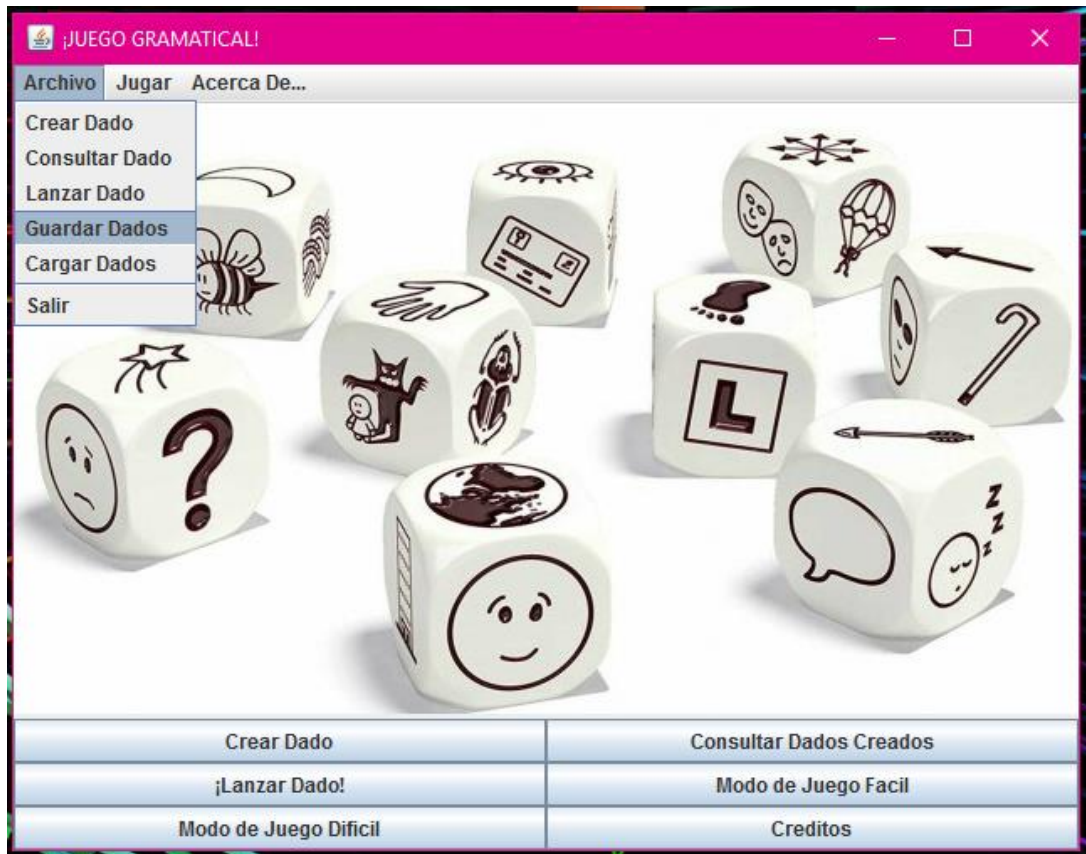 ¡JUEGO GRAMATICAL!
Archivo Jugar Acerca De...
Crear Dado
Consultar Dado
Lanzar Dado
Guardar Dados
Cargar Dados
Salir
?
L
z
z
z
Crear Dado Consultar Dados Creados
¡Lanzar Dado! Modo de Juego Facil
Modo de Juego Dificil Creditos